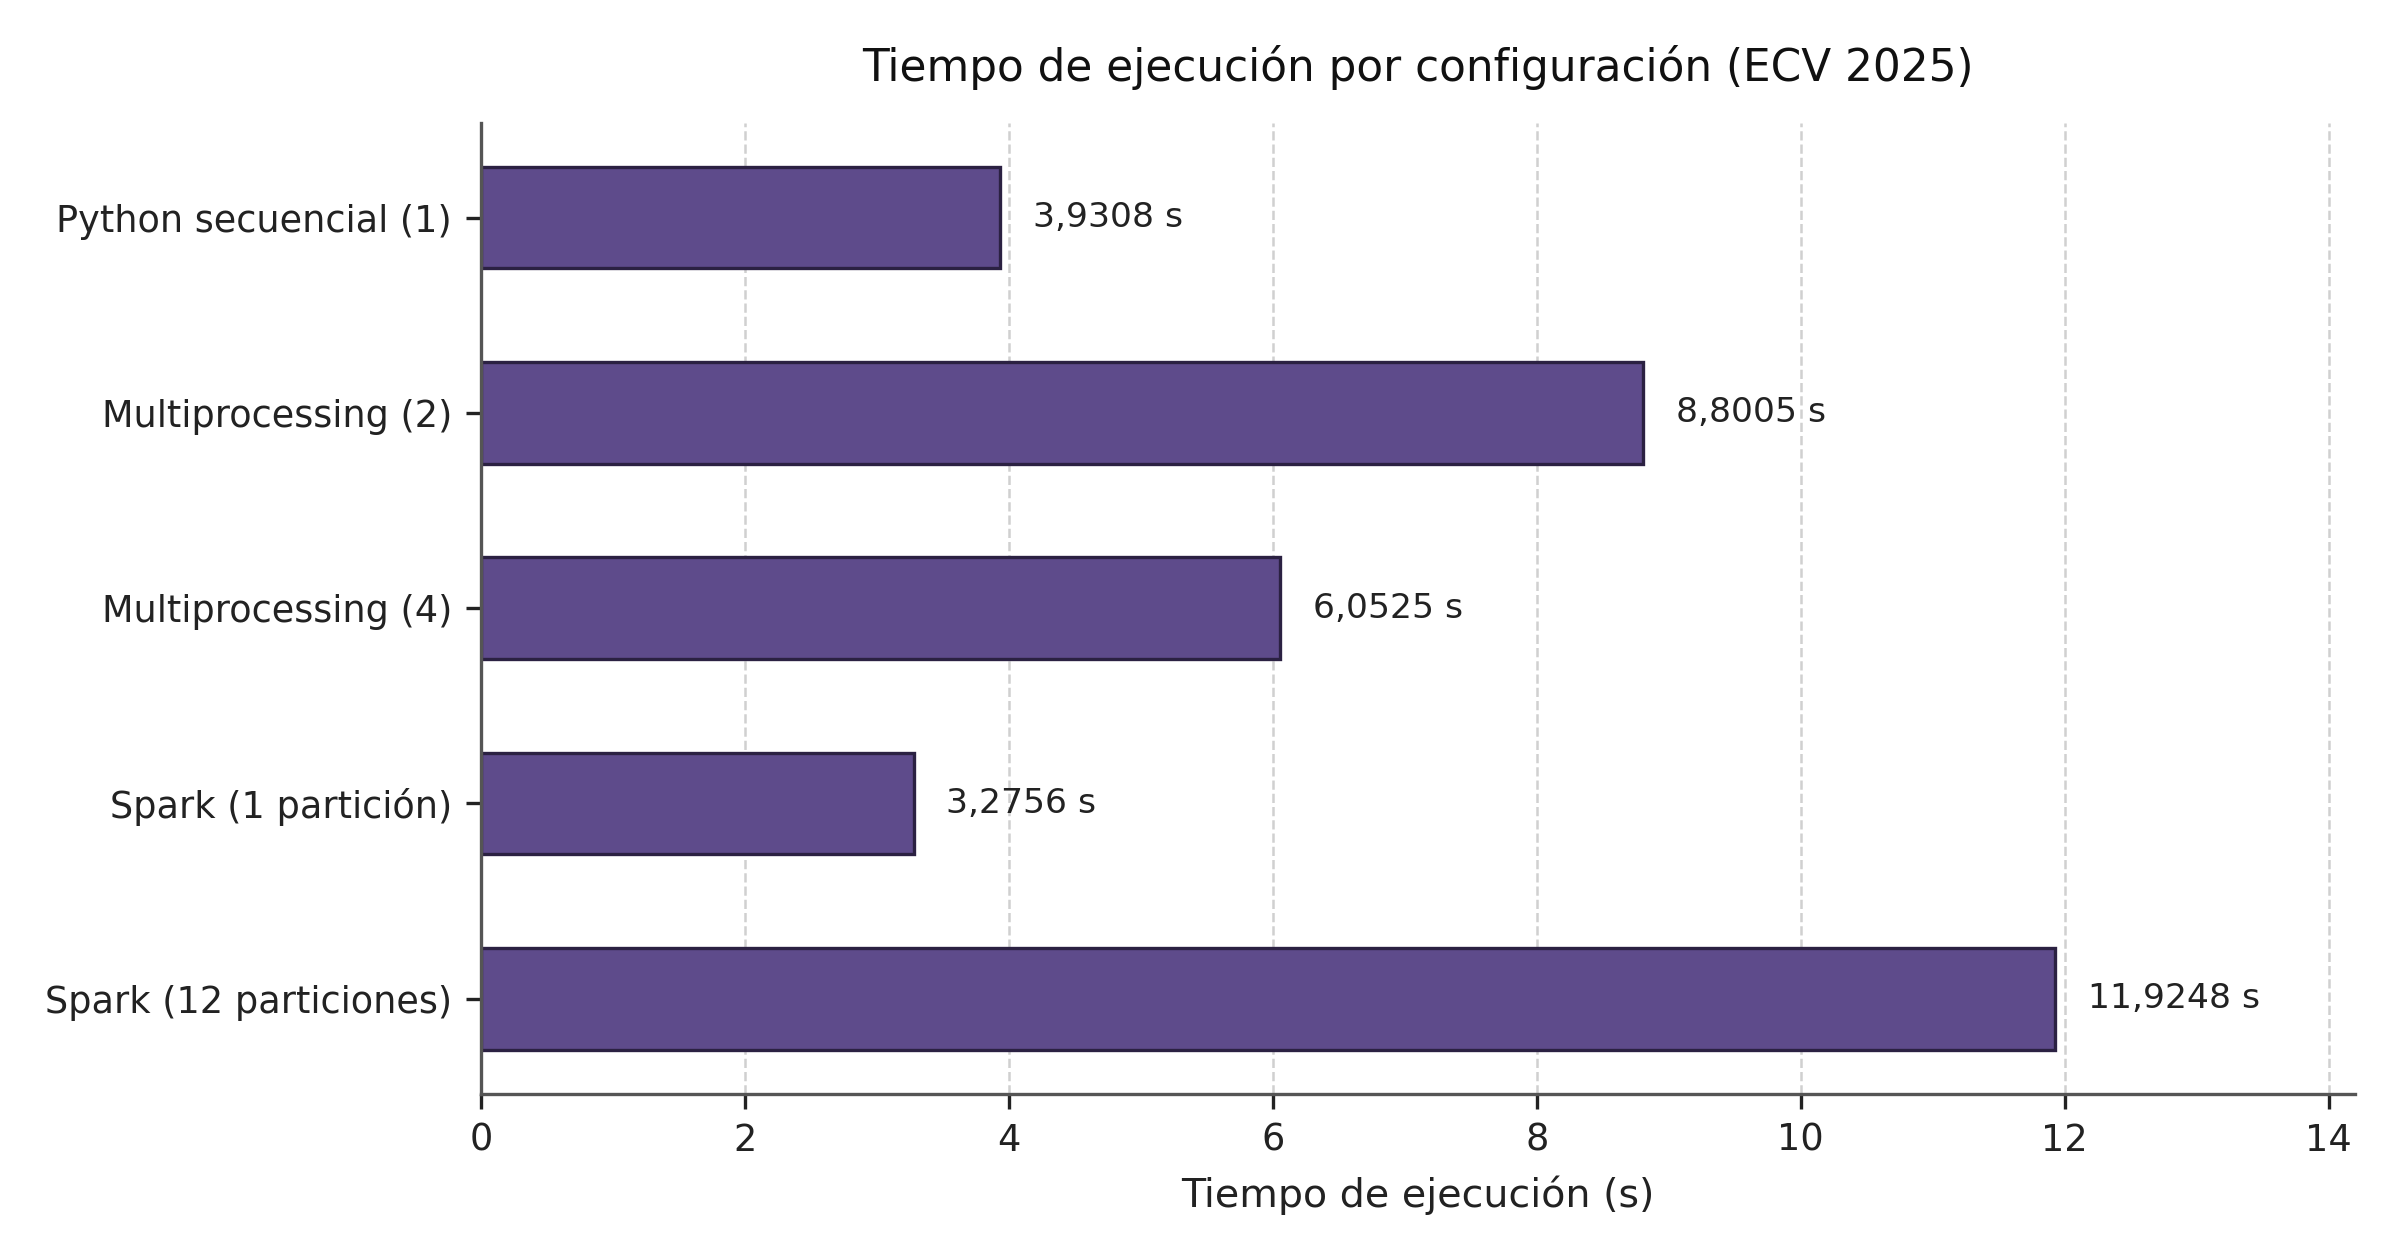 Tiempo de ejecución por configuración (ECV 2025)
Python secuencial (1)
3,9308 s
Multiprocessing (2)
8,8005 s
Multiprocessing (4)
6,0525 s
Spark (1 partición)
3,2756 s
Spark (12 particiones)
11,9248 s
0 2 4 6 8 10 12 14
Tiempo de ejecución (s)